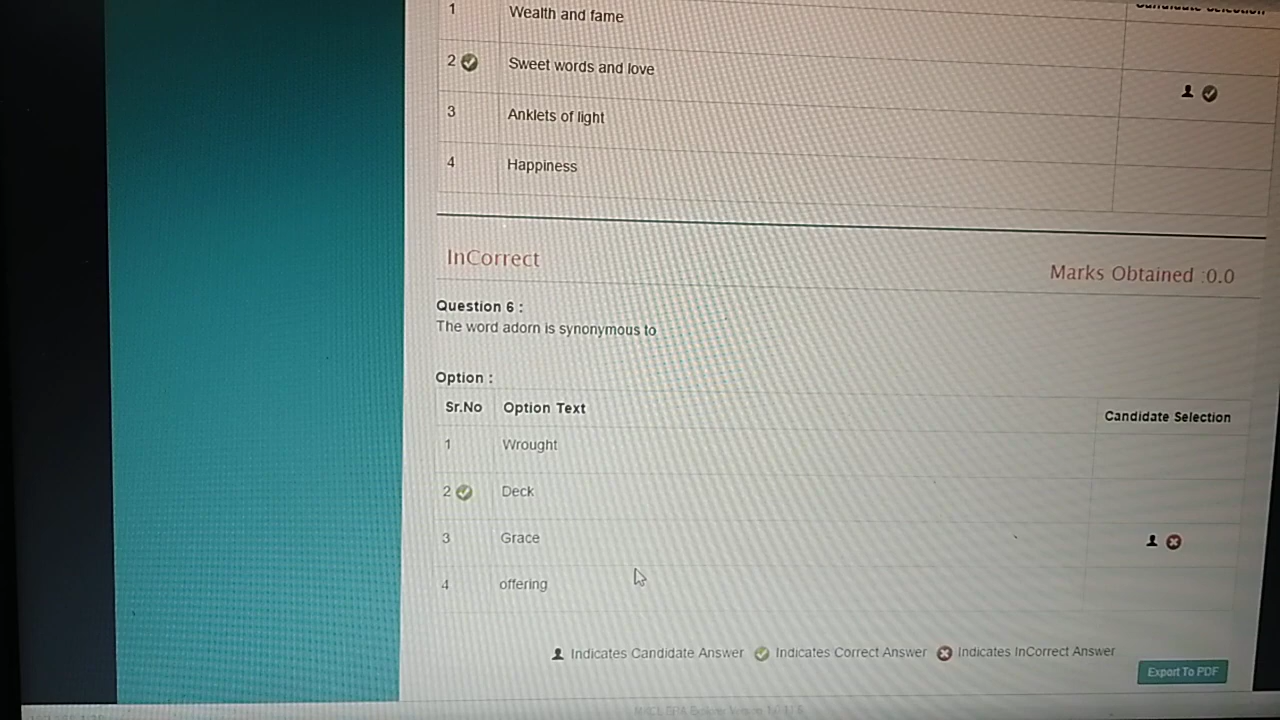 Candidate Selection
1 Wealth and fame
2 Sweet words and love
3 Anklets of light
4 Happiness
InCorrect Marks Obtained :0.0
Question 6 :
The word adorn is synonymous to
Option :
Sr.No Option Text Candidate Selection
1 Wrought
2 Deck
3 Grace
4 offering
Indicates Candidate Answer Indicates Correct Answer Indicates InCorrect Answer
Export To PDF